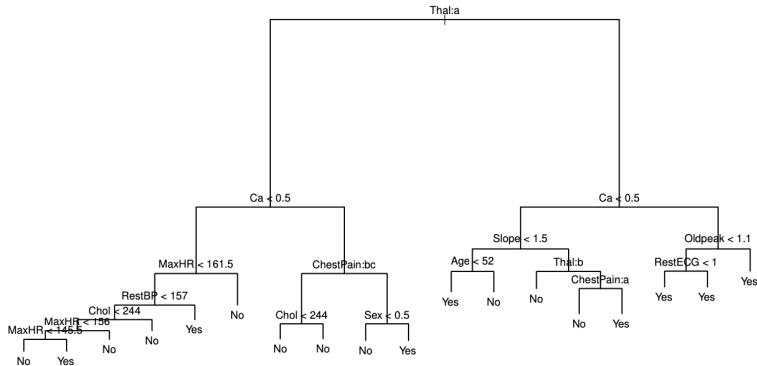 Thal:a
Ca < 0.5
Ca < 0.5
Slope < 1.5
Oldpeak < 1.1
MaxHR < 161.5
ChestPain:bc
Age < 52
Thal:b
RestECG < 1
ChestPain:a
Yes
RestBP < 157
Yes
No
No
Yes
Yes
Chol < 244
No
Chol < 244
Sex < 0.5
No
Yes
MaxHR < 156
MaxHR < 145.5
Yes
No
No
No
No
No
Yes
No
Yes